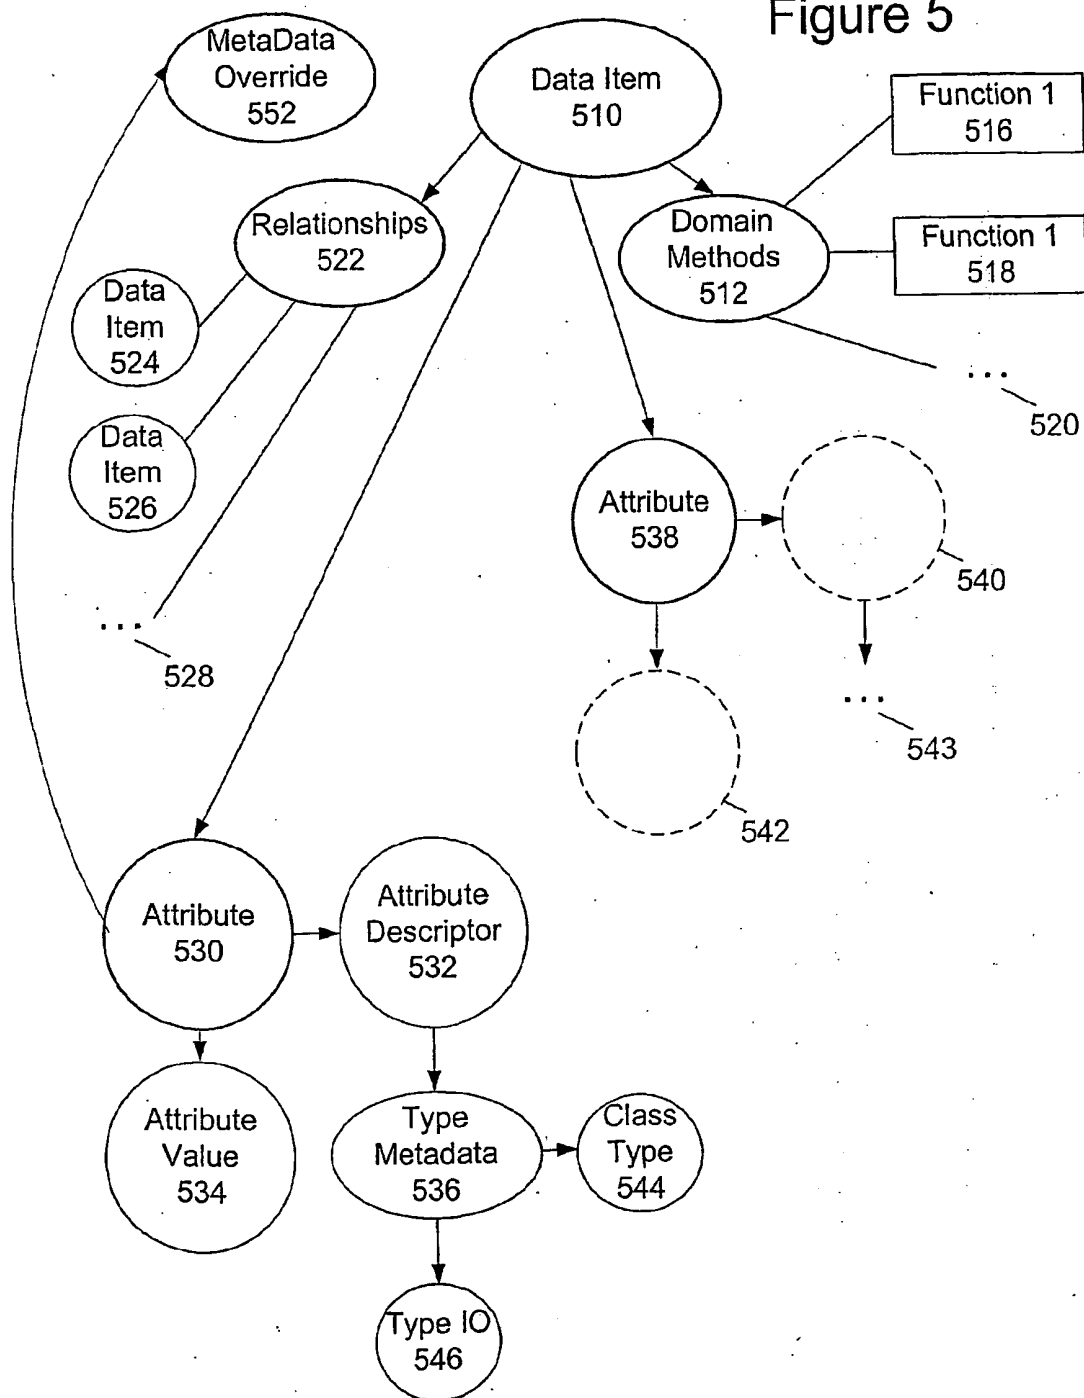 Figure 5
MetaData
Override
552
Data Item
510
Function 1
516
Relationships
522
Domain
Methods
512
Function 1
518
Data
Item
524
...
520
Data
Item
526
Attribute
538
540
...
528
...
543
542
Attribute
530
Attribute
Descriptor
532
Attribute
Value
534
Type
Metadata
536
Class
Type
544
Type IO
546